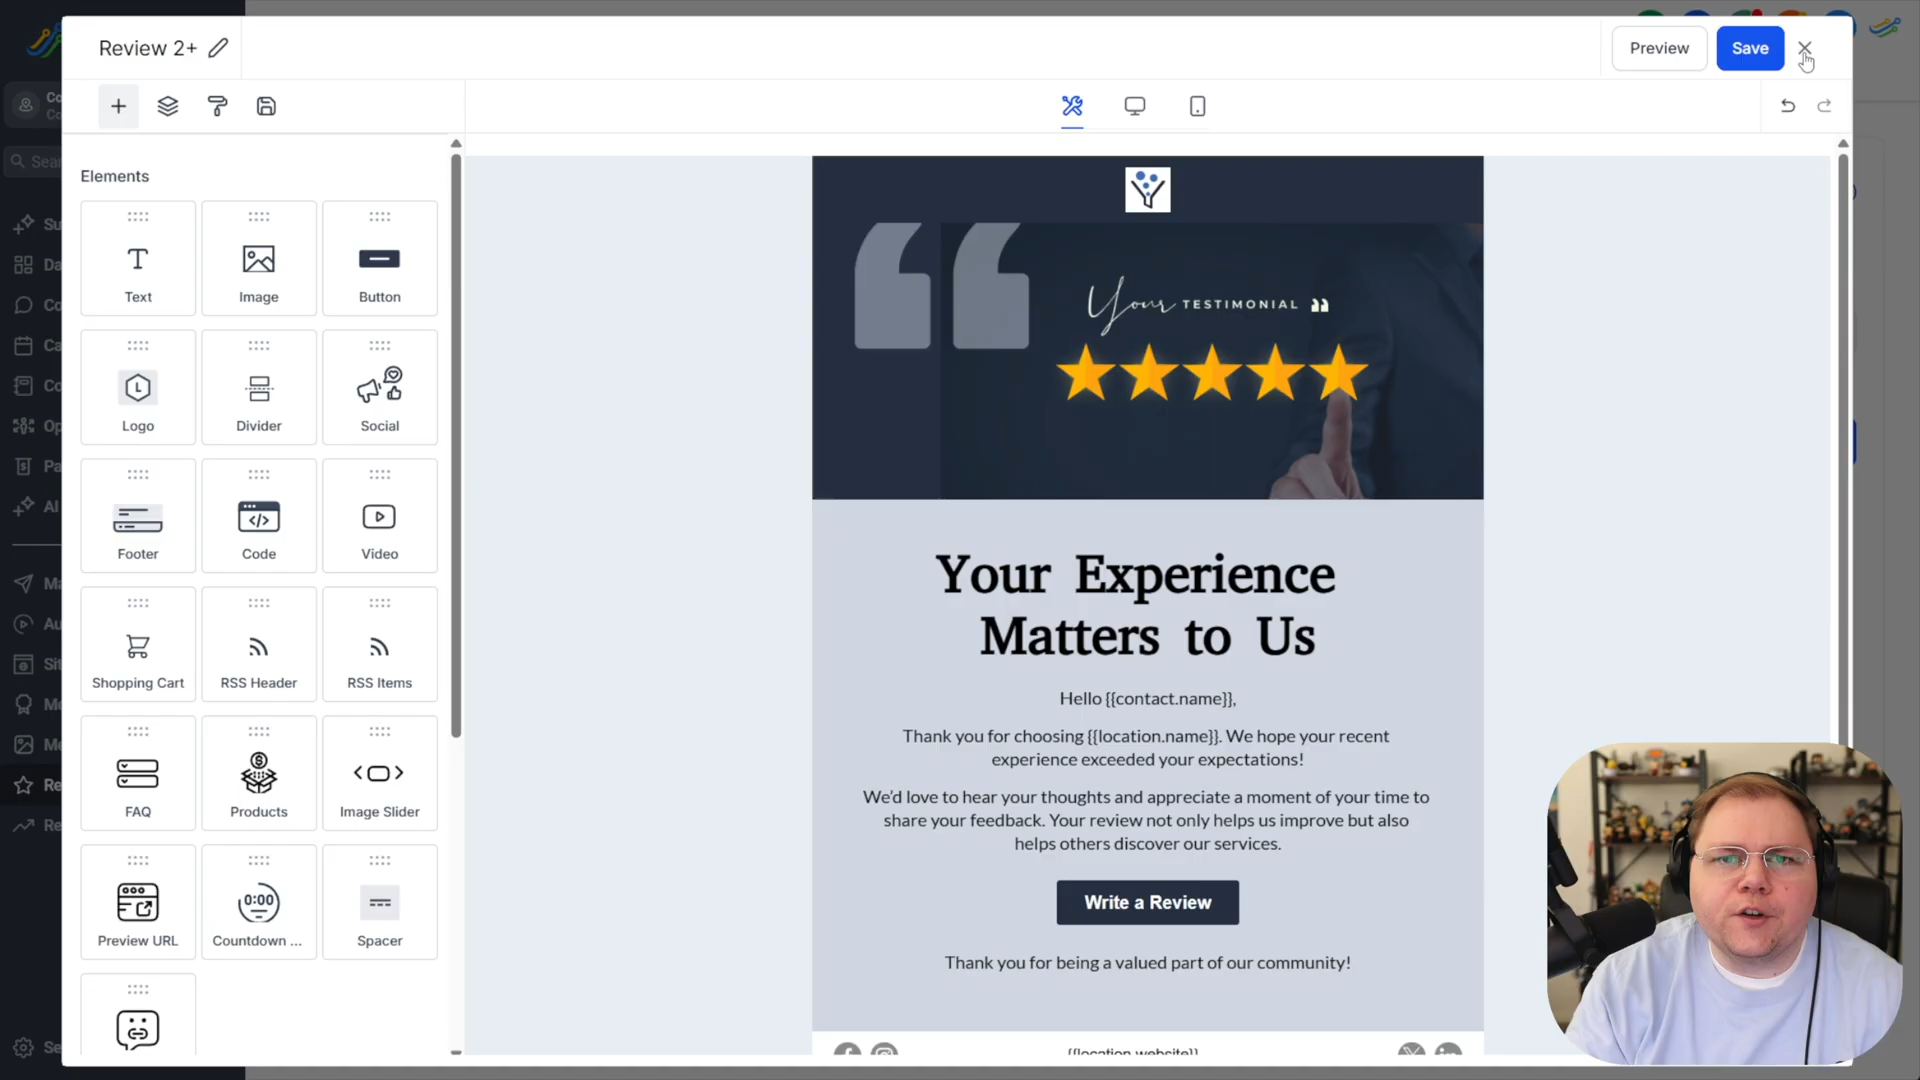 Review 2+
Preview
Save
Elements
Text
Image
Button
Logo
Divider
Social
Footer
Code
Video
Shopping Cart
RSS Header
RSS Items
FAQ
Products
Image Slider
Preview URL
0:00
Countdown ...
Spacer
Your TESTIMONIAL
Your Experience
Matters to Us
Hello {{contact.name}},
Thank you for choosing {{location.name}}. We hope your recent
experience exceeded your expectations!
We'd love to hear your thoughts and appreciate a moment of your time to
share your feedback. Your review not only helps us improve but also
helps others discover our services.
Write a Review
Thank you for being a valued part of our community!
{{location.website}}